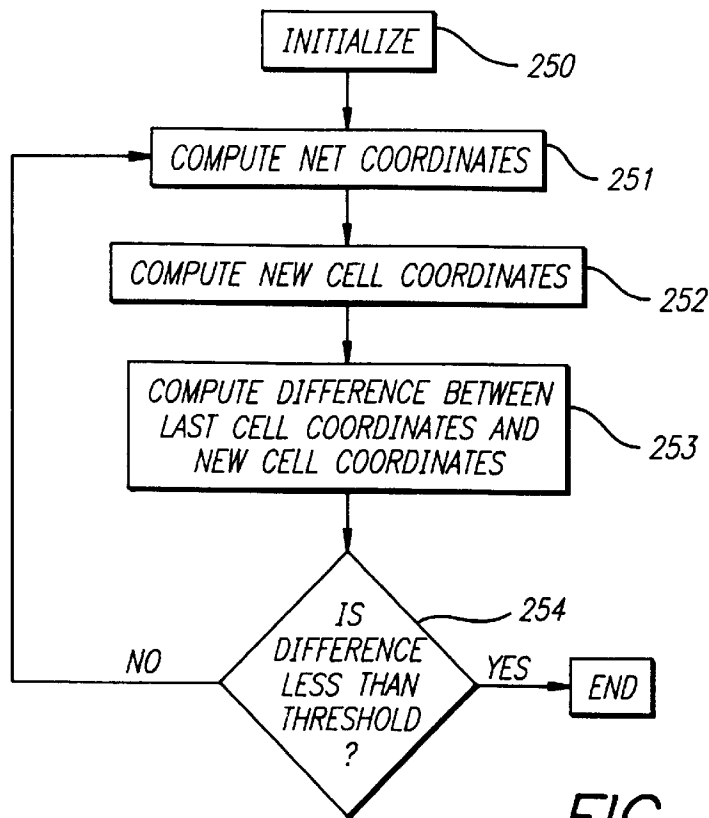 INITIALIZE
250
COMPUTE NET COORDINATES
251
COMPUTE NEW CELL COORDINATES
252
COMPUTE DIFFERENCE BETWEEN
LAST CELL COORDINATES AND
NEW CELL COORDINATES
253
IS
DIFFERENCE
LESS THAN
THRESHOLD
?
254
NO
YES
END
FIG